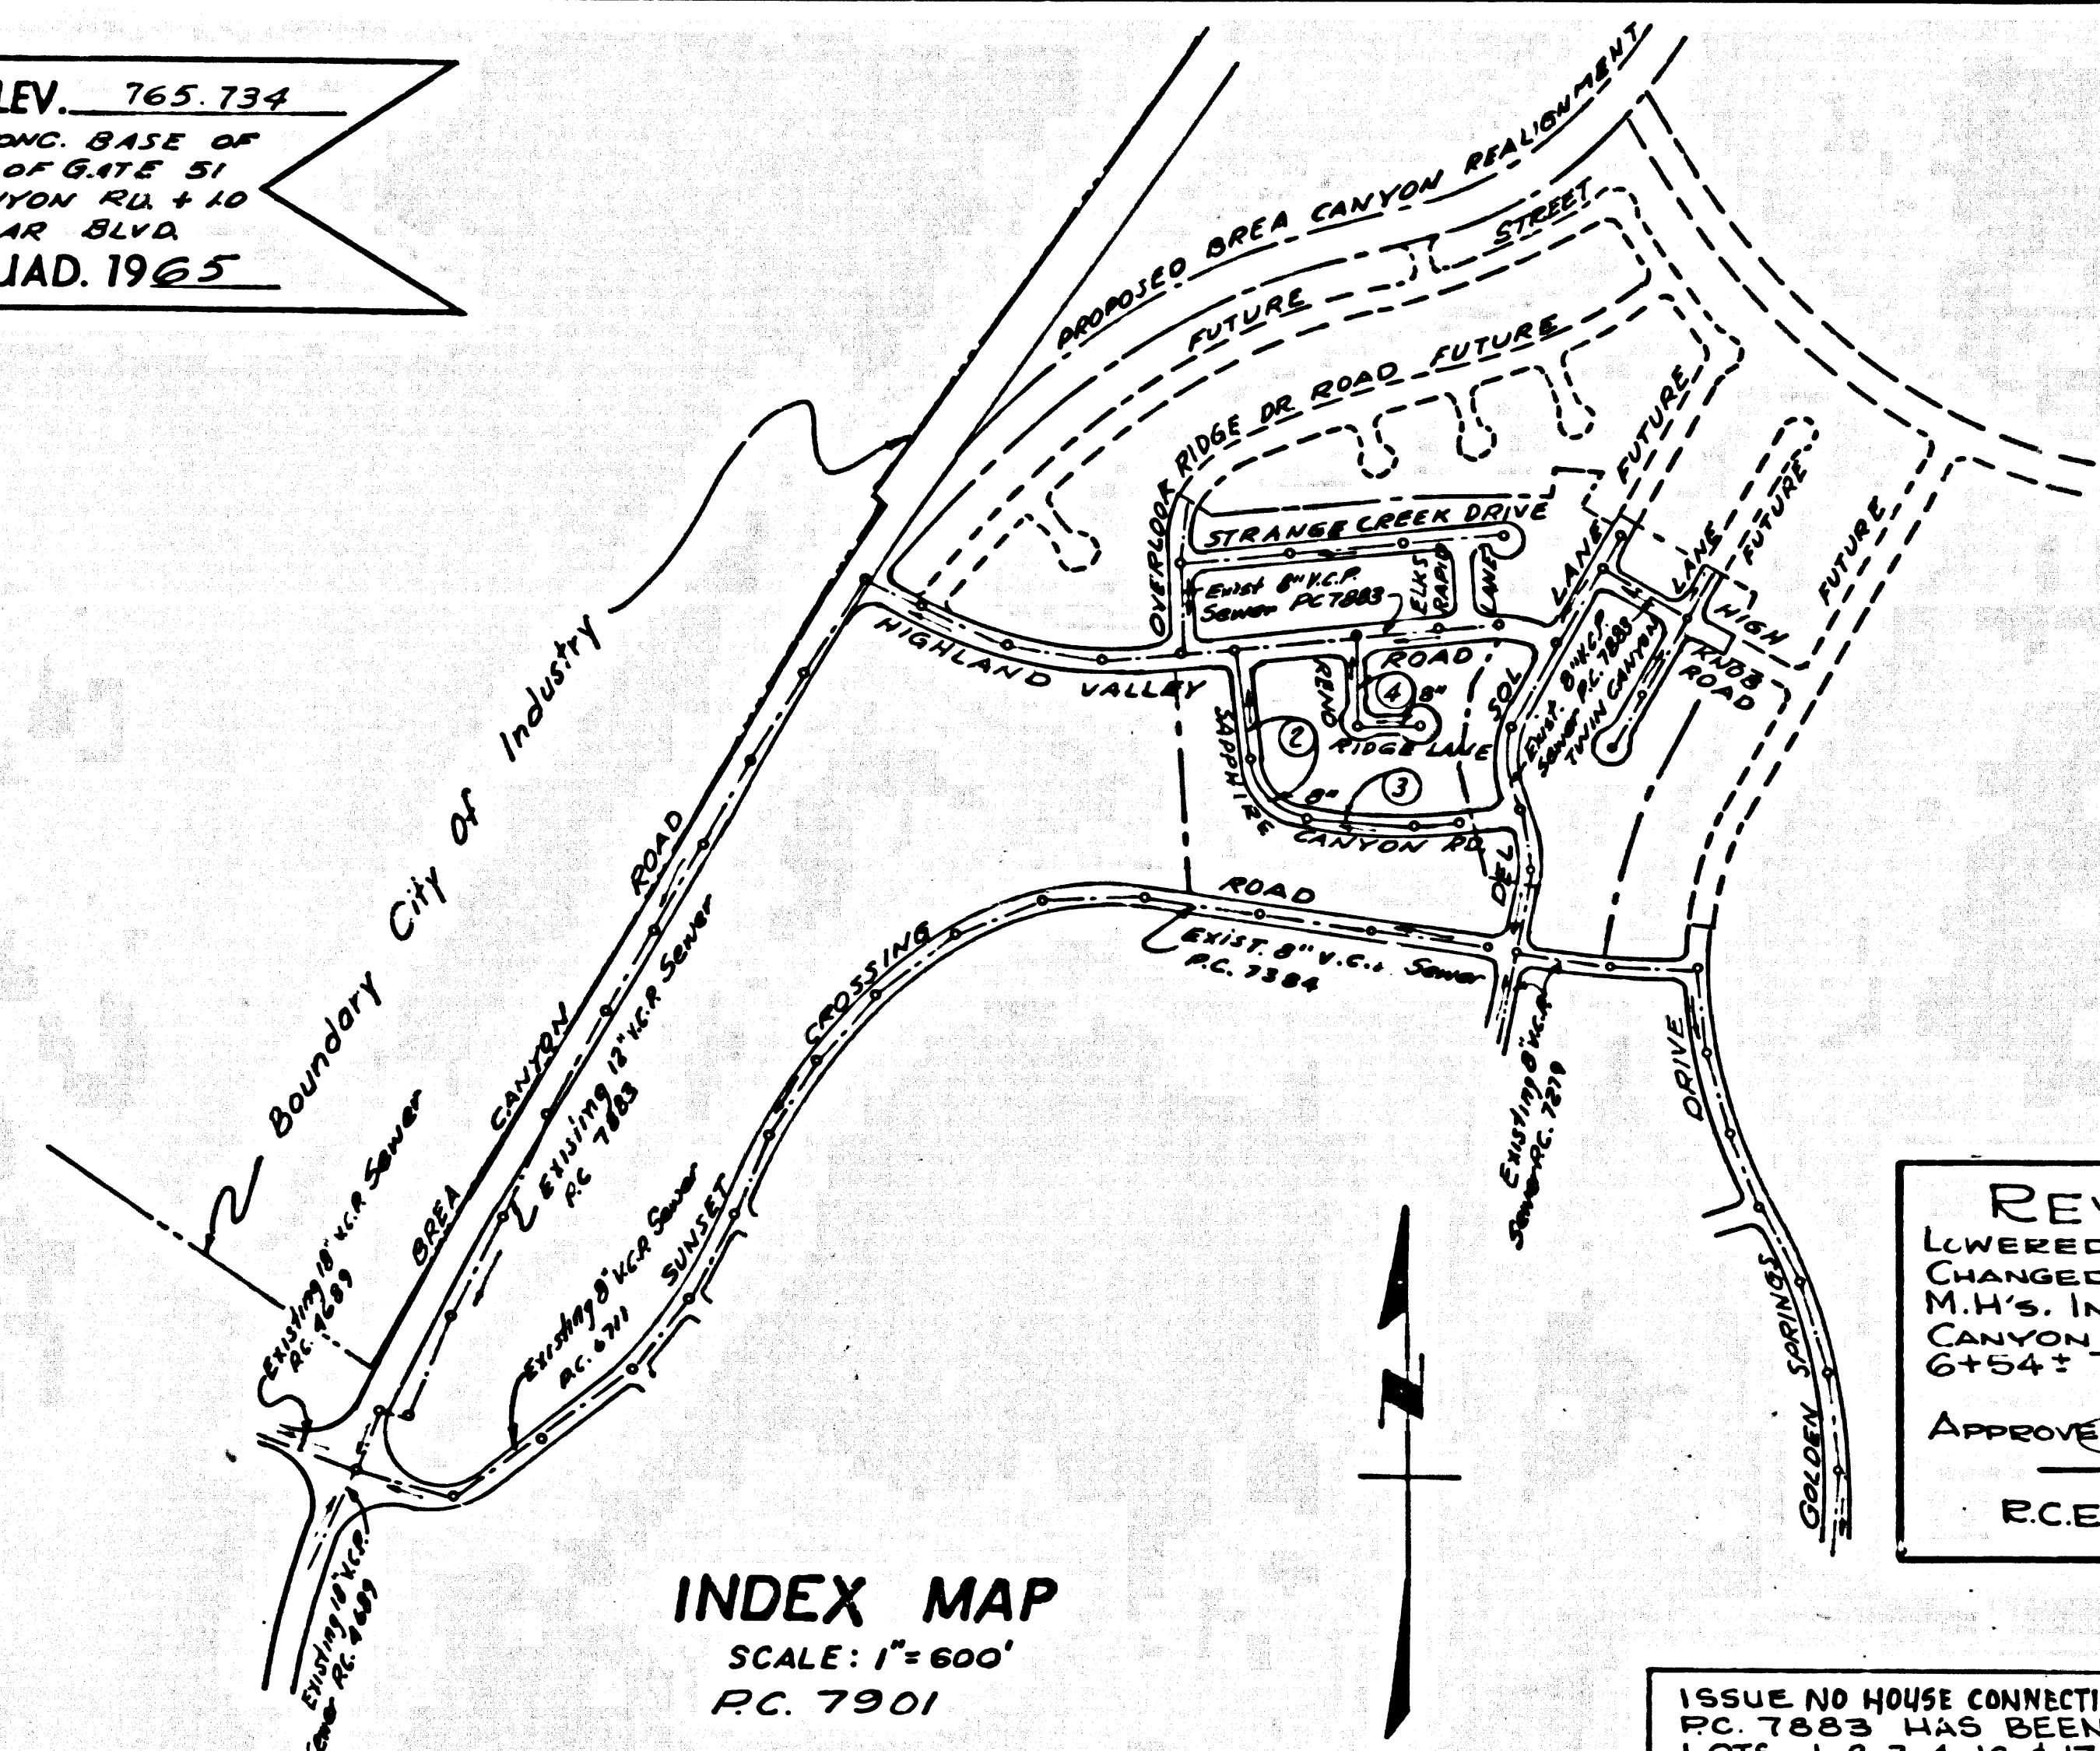 LEV. 765.734
ONC. BASE OF
OF GATE 51
NYON RD. + LO
AR BLVD.
UAD. 1965
PROPOSED BREA CANYON REALIGNMENT
FUTURE STREET
OVERLOOK RIDGE DR ROAD FUTURE
FUTURE
FUTURE
FUTURE
STRANGE CREEK DRIVE
Exist 8" V.C.P.
Sewer PC 7883
ELKS
RAPID
LANE
LANE
LANE
HIGH
KNOB
ROAD
HIGHLAND VALLEY ROAD
RENO
4
8"
RIDGE LANE
SOL
Exist. 8" V.C.P.
Sewer P.C. 7883
TWIN CANYON
2
3
8"
SAPPHIRE
CANYON RD.
DEL
Boundary City Of Industry
BREA CANYON ROAD
Existing 12" V.C.P. Sewer
P.C. 7883
SUNSET CROSSING ROAD
EXIST. 8" V.C.P. Sewer
P.C. 7384
Existing 8" V.C.P.
Sewer P.C. 7279
DRIVE
GOLDEN SPRINGS
Existing 18" V.C.P. Sewer
P.C. 4689
Existing 8" V.C.P. Sewer
P.C. 6711
Existing 18" V.C.P.
Sewer P.C. 4689
N
INDEX MAP
SCALE: 1"=600'
P.C. 7901
REV
LOWERED
CHANGED
M.H's. IN
CANYON
6+54±
APPROVE
R.C.E
ISSUE NO HOUSE CONNECTI
P.C. 7883 HAS BEEN